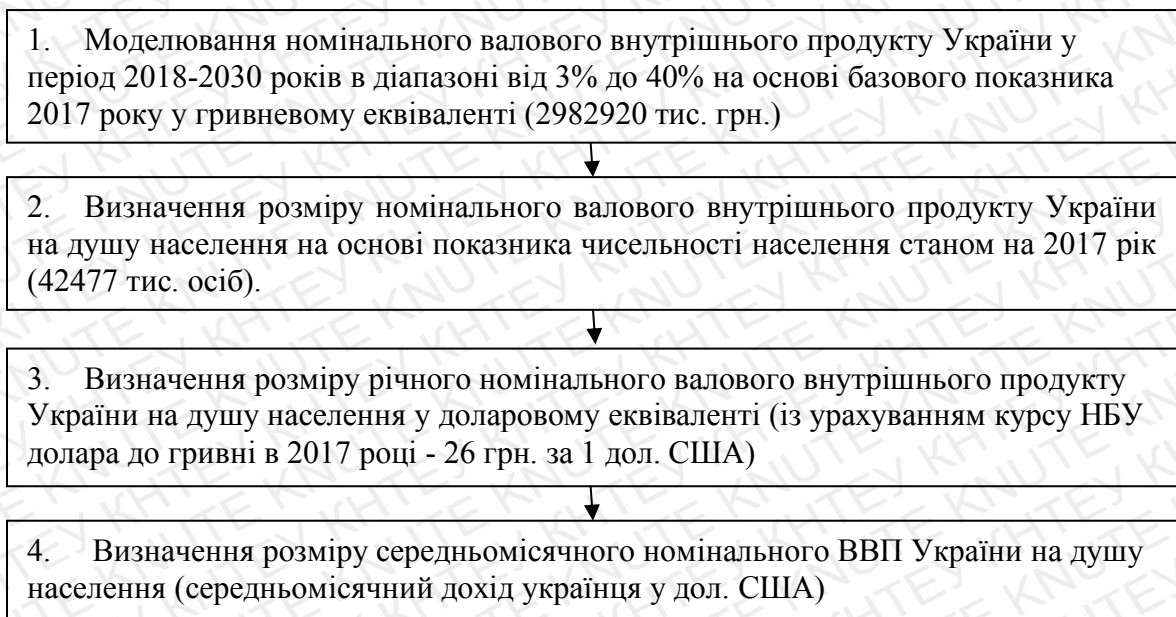 1. Моделювання номінального валового внутрішнього продукту України у
період 2018-2030 років в діапазоні від 3% до 40% на основі базового показника
2017 року у гривневому еквіваленті (2982920 тис. грн.)
2. Визначення розміру номінального валового внутрішнього продукту України
на душу населення на основі показника чисельності населення станом на 2017 рік
(42477 тис. осіб).
3. Визначення розміру річного номінального валового внутрішнього продукту
України на душу населення у доларовому еквіваленті (із урахуванням курсу НБУ
долара до гривні в 2017 році - 26 грн. за 1 дол. США)
4. Визначення розміру середньомісячного номінального ВВП України на душу
населення (середньомісячний дохід українця у дол. США)